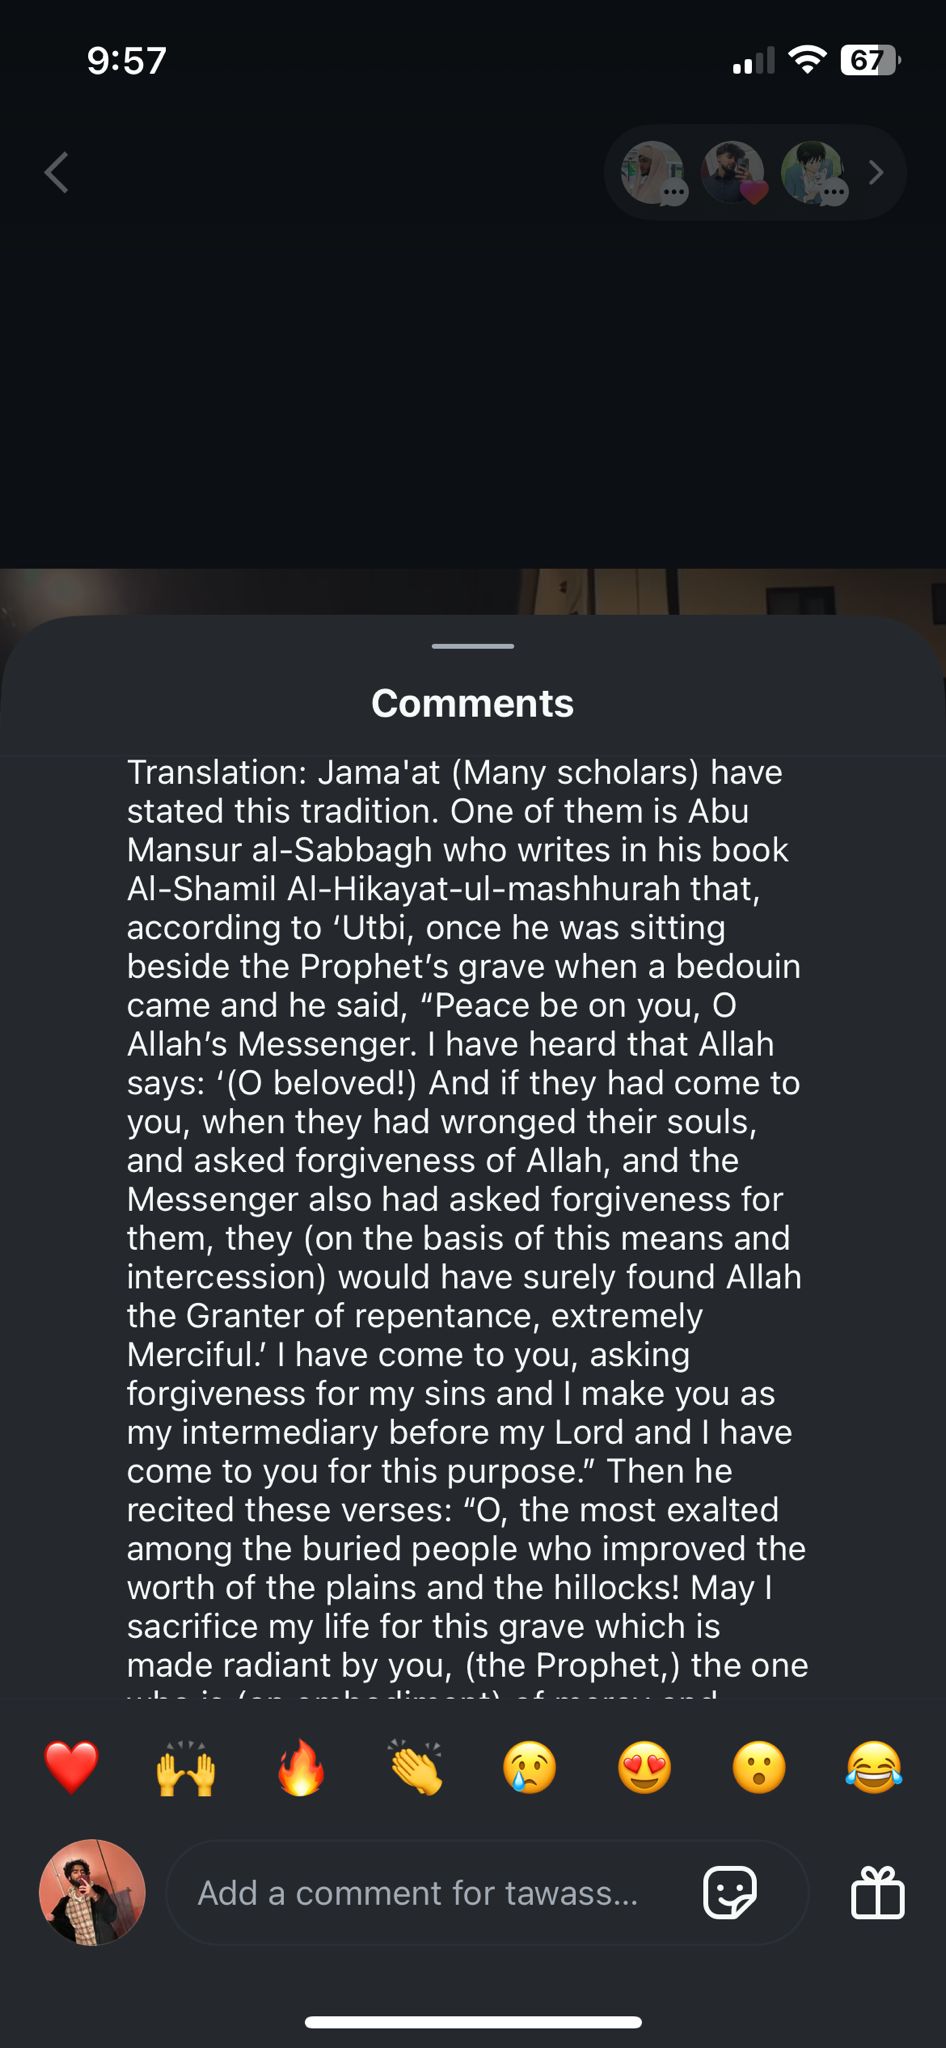 9:57
67
Comments
Translation: Jama'at (Many scholars) have
stated this tradition. One of them is Abu
Mansur al-Sabbagh who writes in his book
Al-Shamil Al-Hikayat-ul-mashhurah that,
according to ‘Utbi, once he was sitting
beside the Prophet’s grave when a bedouin
came and he said, “Peace be on you, O
Allah’s Messenger. I have heard that Allah
says: ‘(O beloved!) And if they had come to
you, when they had wronged their souls,
and asked forgiveness of Allah, and the
Messenger also had asked forgiveness for
them, they (on the basis of this means and
intercession) would have surely found Allah
the Granter of repentance, extremely
Merciful.’ I have come to you, asking
forgiveness for my sins and I make you as
my intermediary before my Lord and I have
come to you for this purpose.” Then he
recited these verses: “O, the most exalted
among the buried people who improved the
worth of the plains and the hillocks! May I
sacrifice my life for this grave which is
made radiant by you, (the Prophet,) the one
who is (an embodiment) of mercy and
Add a comment for tawass...